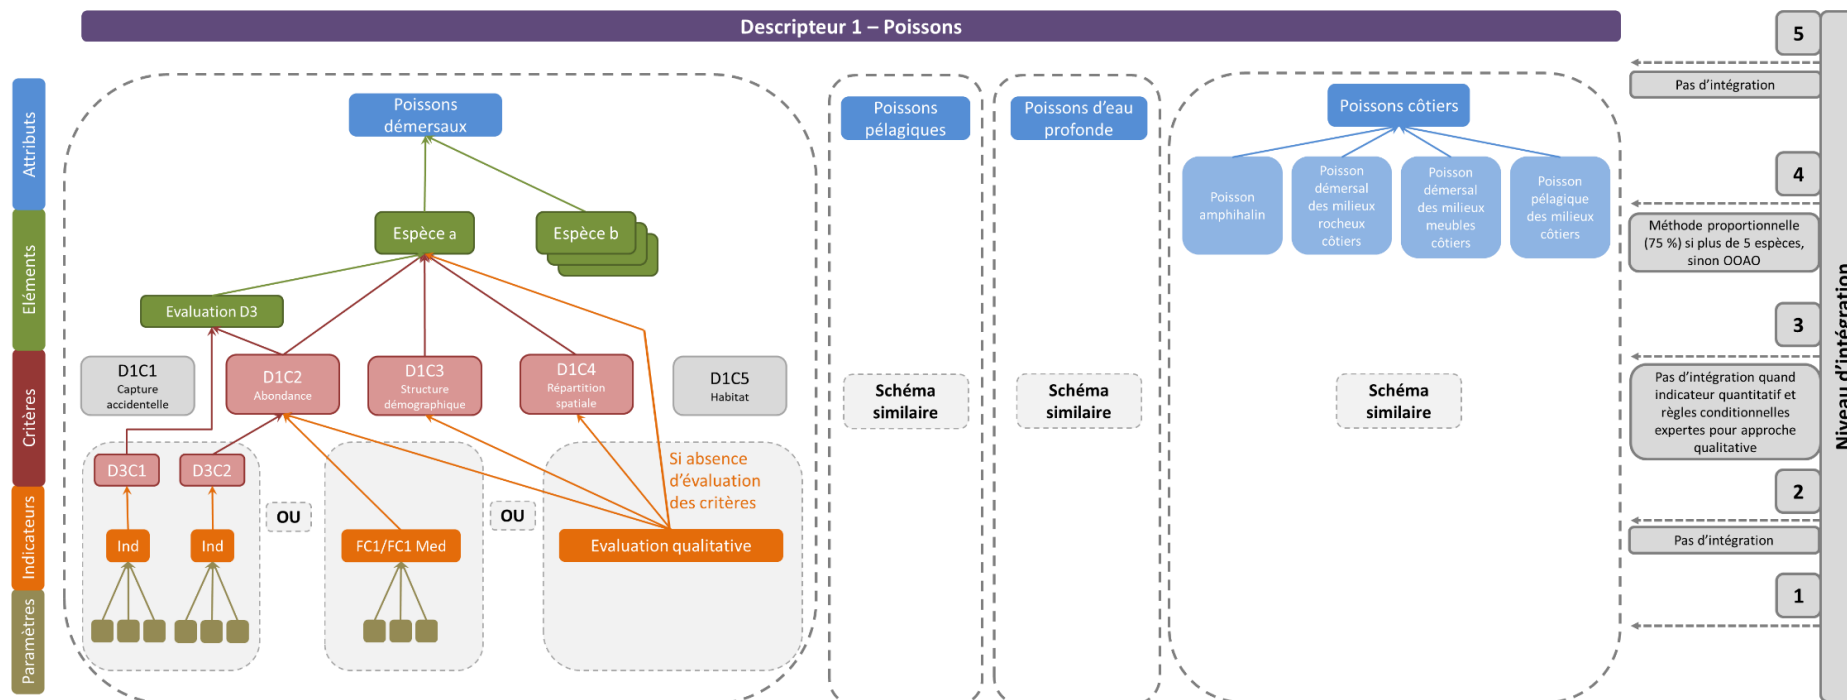 Descripteur 1 – Poissons
Attributs
Eléments
Critères
Indicateurs
Paramètres
Poissons
démersaux
Espèce a
Espèce b
Evaluation D3
D1C1
Capture
accidentelle
D1C2
Abondance
D1C3
Structure
démographique
D1C4
Répartition
spatiale
D1C5
Habitat
D3C1
D3C2
Ind
Ind
OU
FC1/FC1 Med
OU
Si absence
d'évaluation
des critères
Evaluation qualitative
Poissons
pélagiques
Schéma
similaire
Poissons d'eau
profonde
Schéma
similaire
Poissons côtiers
Poisson
amphihalin
Poisson
démersal
des milieux
rocheux
côtiers
Poisson
démersal
des milieux
meubles
côtiers
Poisson
pélagique
des milieux
côtiers
Schéma
similaire
5
Pas d'intégration
4
Méthode proportionnelle
(75 %) si plus de 5 espèces,
sinon OOAO
3
Pas d'intégration quand
indicateur quantitatif et
règles conditionnelles
expertes pour approche
qualitative
2
Pas d'intégration
1
Niveau d'intégration